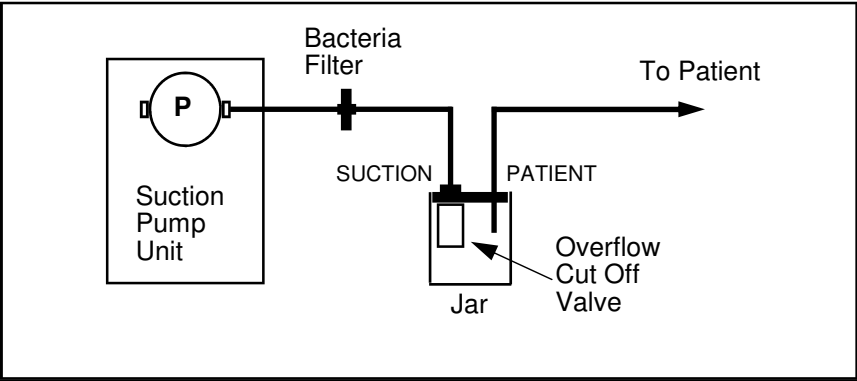 Bacteria
Filter
To Patient
P
SUCTION
PATIENT
Suction
Pump
Unit
Overflow
Cut Off
Valve
Jar